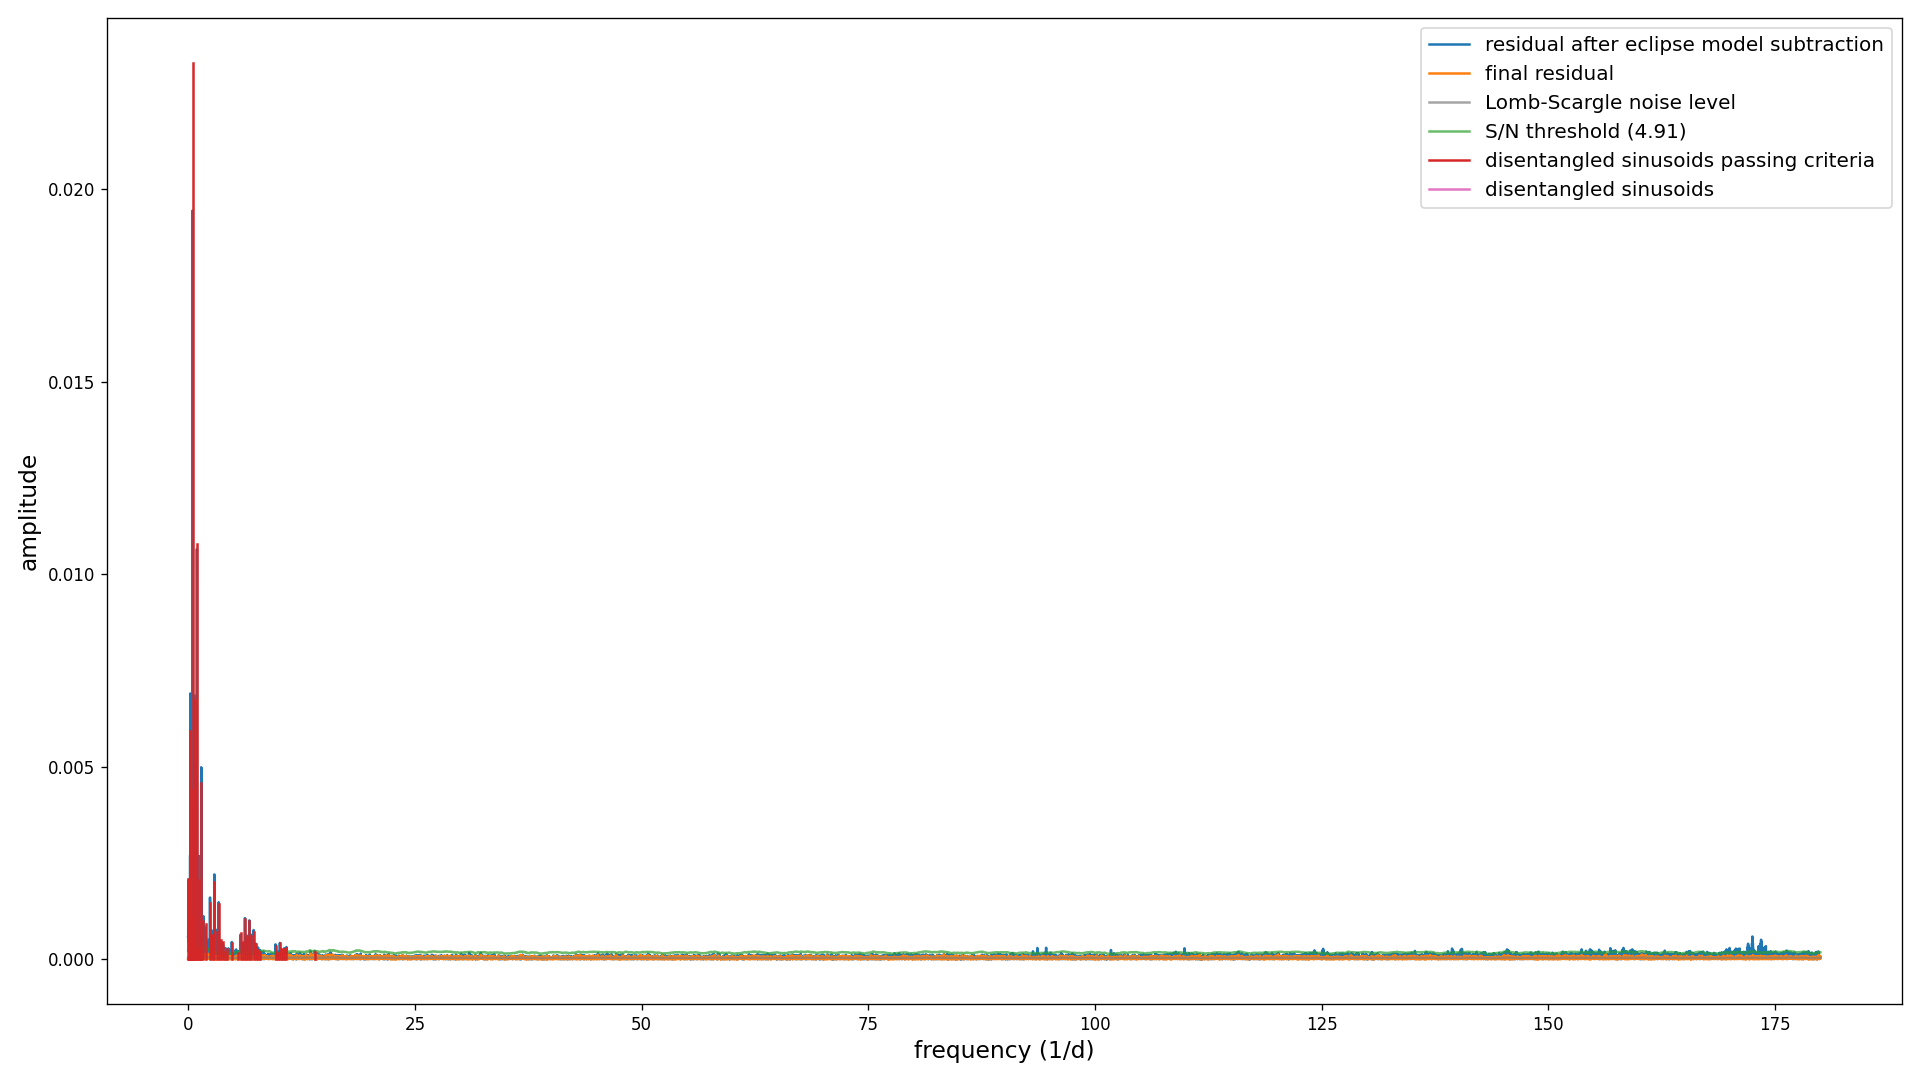 residual after eclipse model subtraction
final residual
Lomb-Scargle noise level
S/N threshold (4.91)
disentangled sinusoids passing criteria
disentangled sinusoids
amplitude
0.020
0.015
0.010
0.005
0.000
0 25 50 75 100 125 150 175
frequency (1/d)